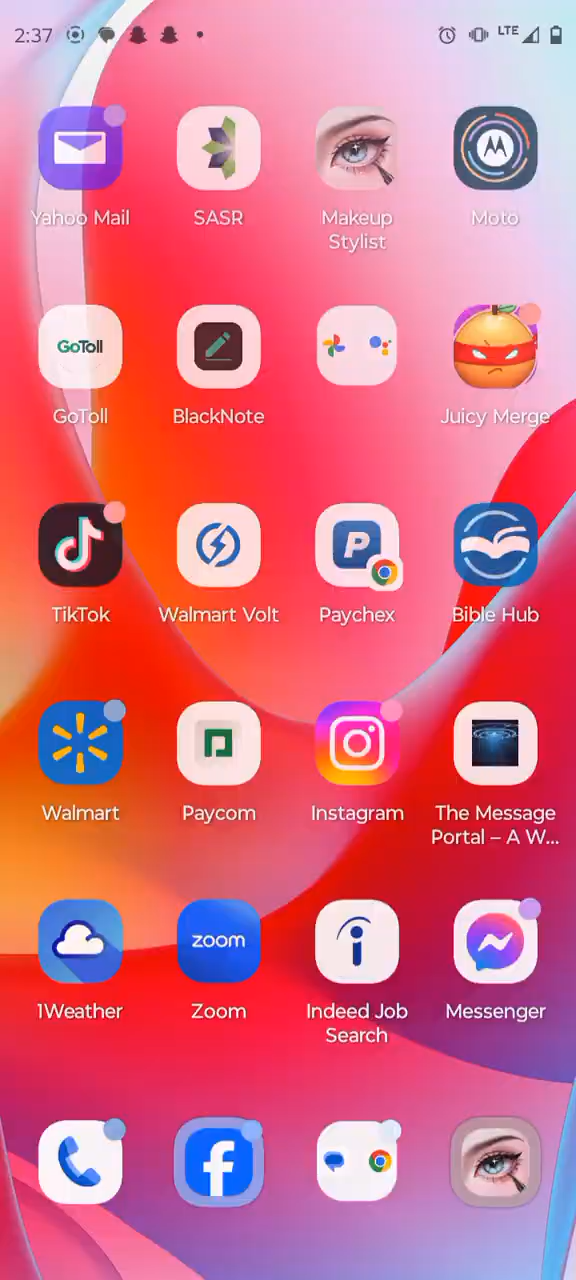 2:37 LTE
Yahoo Mail SASR Makeup Stylist Moto
GoToll
GoToll BlackNote Juicy Merge
P
TikTok Walmart Volt Paychex Bible Hub
Walmart Paycom Instagram The Message Portal – A W...
zoom
1Weather Zoom Indeed Job Search Messenger